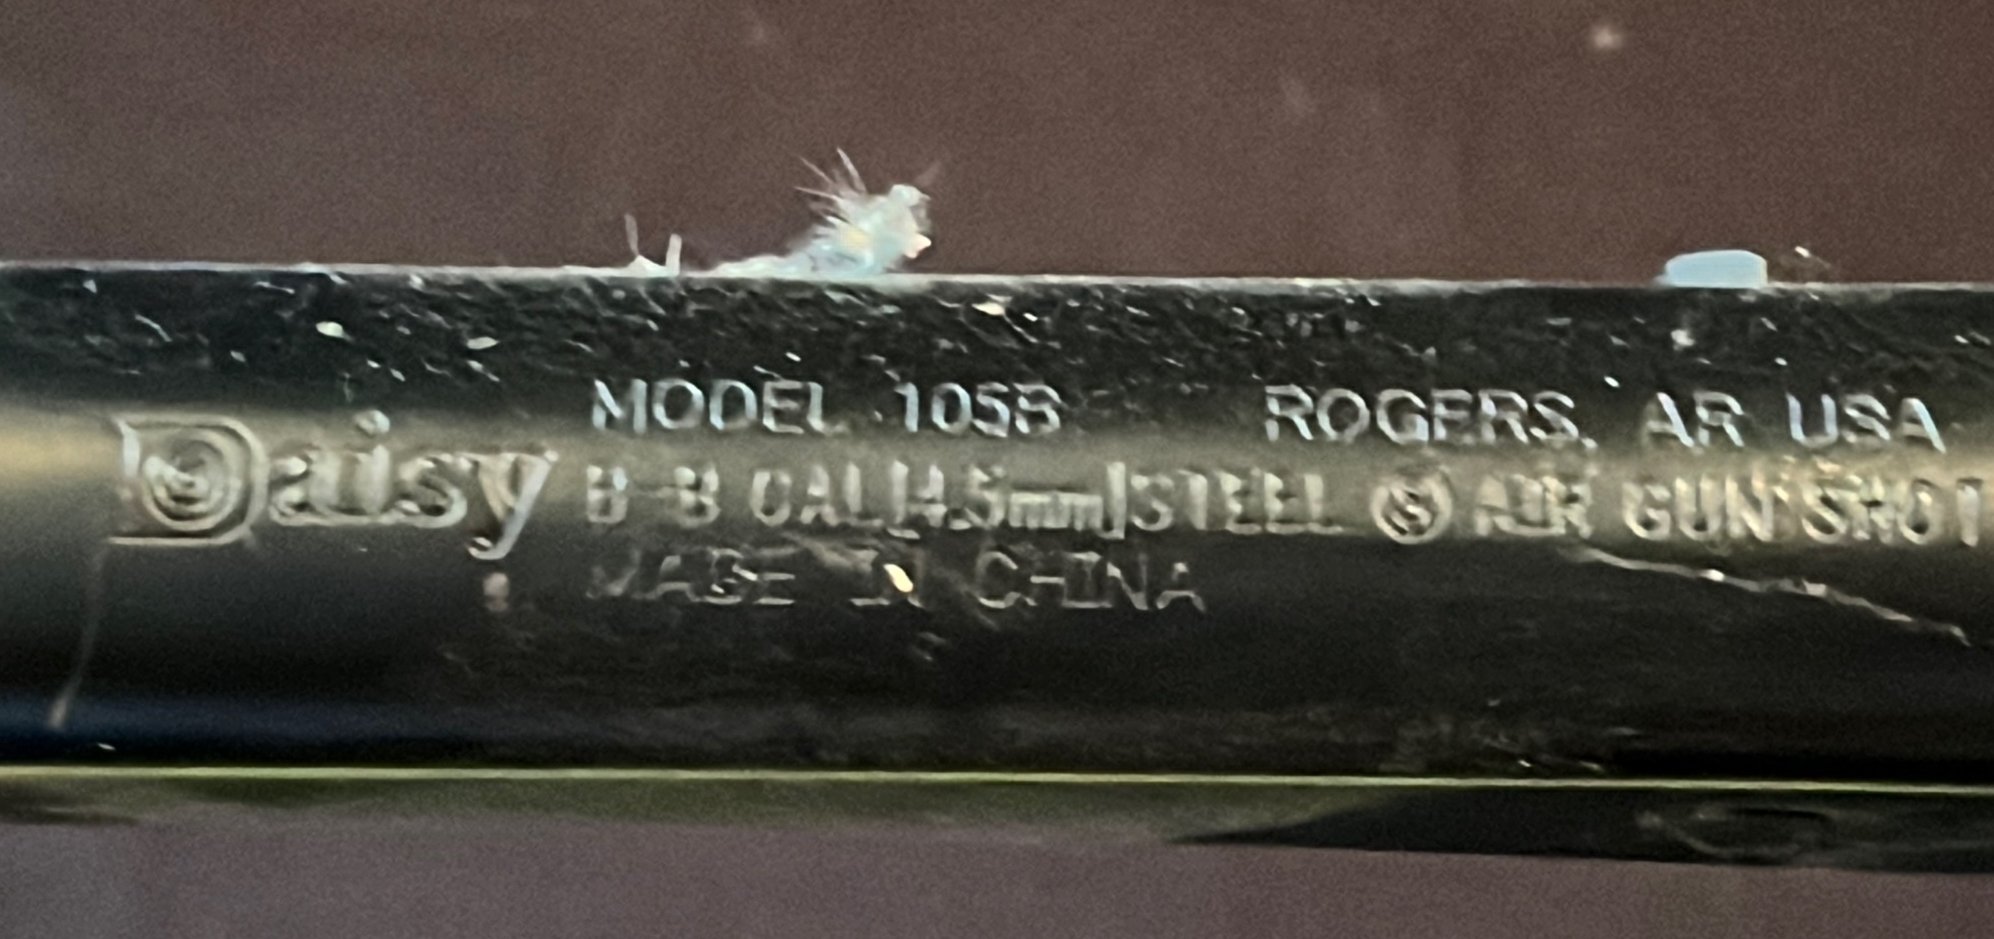 Daisy
MODEL 105B ROGERS, AR USA
B-B CAL[4.5mm]STEEL Ⓢ AIR GUN SHOT
MADE IN CHINA